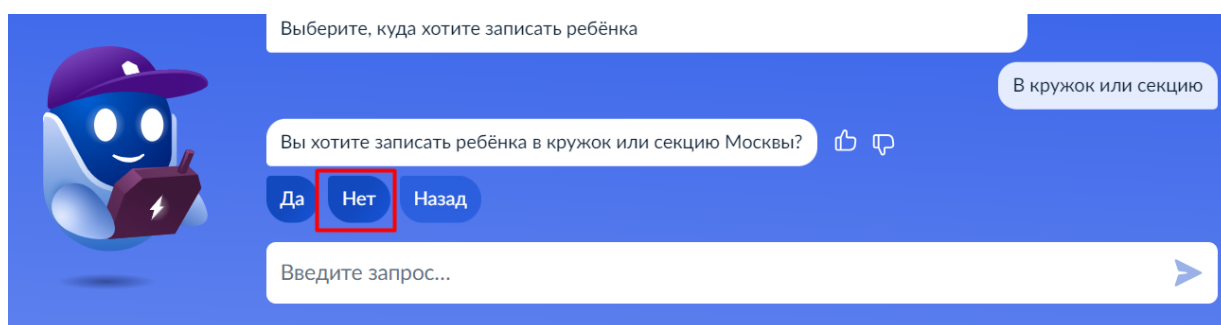 Выберите, куда хотите записать ребёнка
В кружок или секцию
Вы хотите записать ребёнка в кружок или секцию Москвы?
Да Нет Назад
Введите запрос...